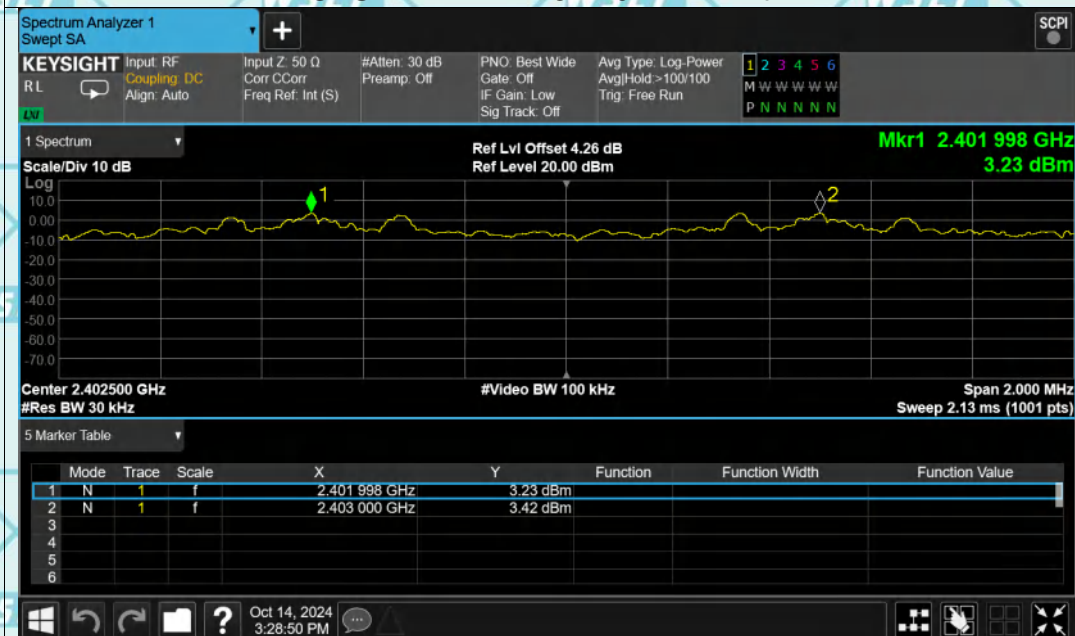 Spectrum Analyzer 1
Swept SA
+
SCPI
KEYSIGHT
RL
LXI
Input: RF
Coupling: DC
Align: Auto
Input Z: 50 Ω
Corr CCorr
Freq Ref: Int (S)
#Atten: 30 dB
Preamp: Off
PNO: Best Wide
Gate: Off
IF Gain: Low
Sig Track: Off
Avg Type: Log-Power
Avg|Hold:>100/100
Trig: Free Run
1 2 3 4 5 6
M W W W W W
P N N N N N
1 Spectrum
Scale/Div 10 dB
Ref Lvl Offset 4.26 dB
Ref Level 20.00 dBm
Mkr1 2.401 998 GHz
3.23 dBm
Log
10.0
0.00
-10.0
-20.0
-30.0
-40.0
-50.0
-60.0
-70.0
1
2
Center 2.402500 GHz
#Res BW 30 kHz
#Video BW 100 kHz
Span 2.000 MHz
Sweep 2.13 ms (1001 pts)
5 Marker Table
Mode Trace Scale X Y Function Function Width Function Value
1 N 1 f 2.401 998 GHz 3.23 dBm
2 N 1 f 2.403 000 GHz 3.42 dBm
3
4
5
6
?
Oct 14, 2024
3:28:50 PM